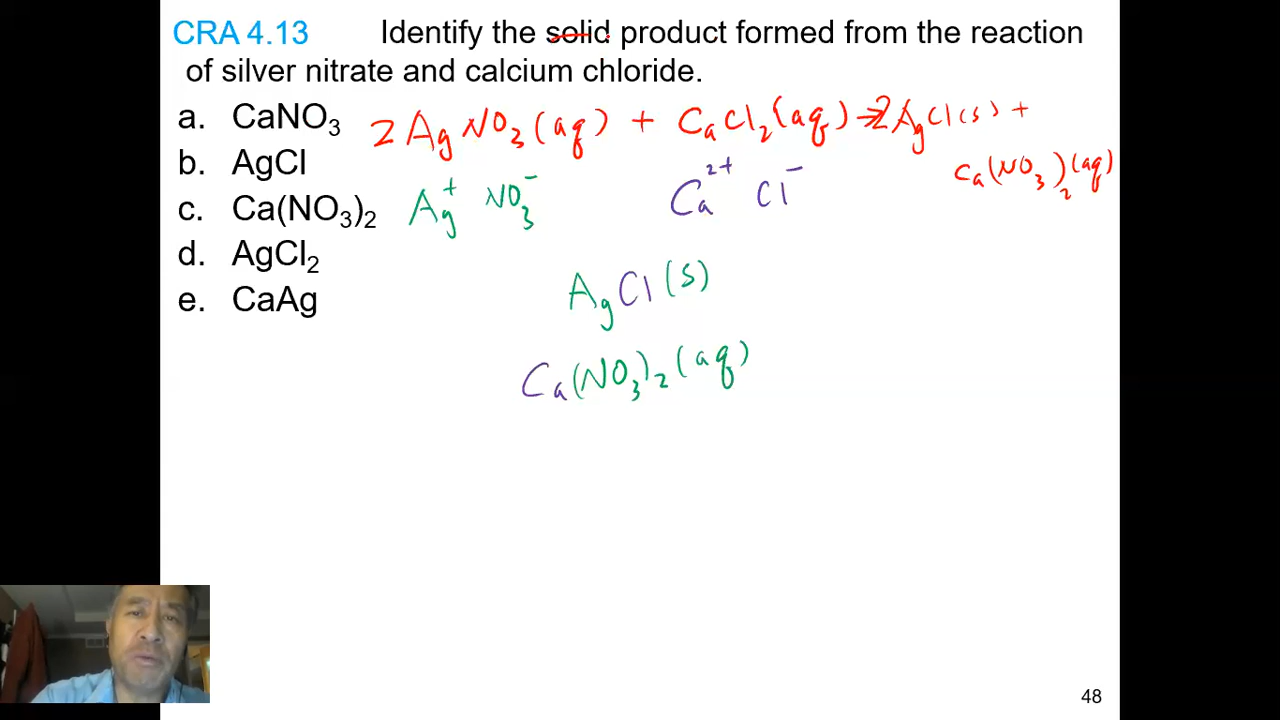 CRA 4.13 Identify the solid product formed from the reaction
of silver nitrate and calcium chloride.
a. CaNO₃
2 AgNO₃(aq) + CaCl₂(aq) → 2AgCl(s) +
Ca(NO₃)₂(aq)
b. AgCl
Ag⁺ NO₃⁻ Ca²⁺ Cl⁻
c. Ca(NO₃)₂
d. AgCl₂
AgCl(s)
e. CaAg
Ca(NO₃)₂(aq)
48